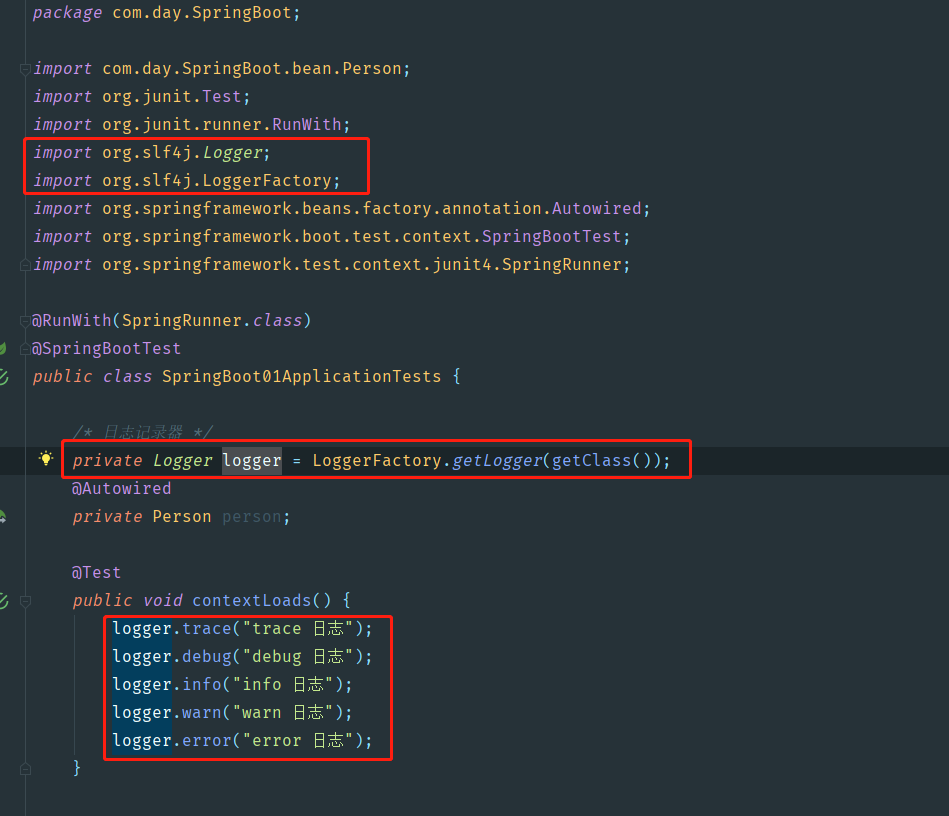 package com.day.SpringBoot;
import com.day.SpringBoot.bean.Person;
import org.junit.Test;
import org.junit.runner.RunWith;
import org.slf4j.Logger;
import org.slf4j.LoggerFactory;
import org.springframework.beans.factory.annotation.Autowired;
import org.springframework.boot.test.context.SpringBootTest;
import org.springframework.test.context.junit4.SpringRunner;
@RunWith(SpringRunner.class)
@SpringBootTest
public class SpringBoot01ApplicationTests {
/* 日志记录器 */
private Logger logger = LoggerFactory.getLogger(getClass());
@Autowired
private Person person;
@Test
public void contextLoads() {
logger.trace("trace 日志");
logger.debug("debug 日志");
logger.info("info 日志");
logger.warn("warn 日志");
logger.error("error 日志");
}